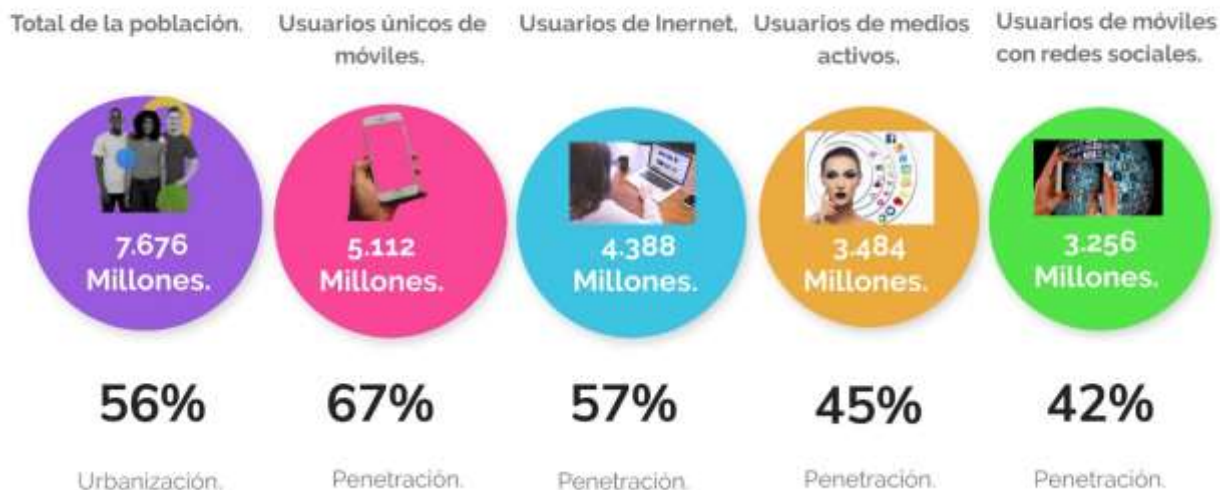 Total de la población.
Usuarios únicos de
móviles.
Usuarios de Inernet.
Usuarios de medios
activos.
Usuarios de móviles
con redes sociales.
7.676
Millones.
5.112
Millones.
4.388
Millones.
3.484
Millones.
3.256
Millones.
56%
67%
57%
45%
42%
Urbanización.
Penetración.
Penetración.
Penetración.
Penetración.